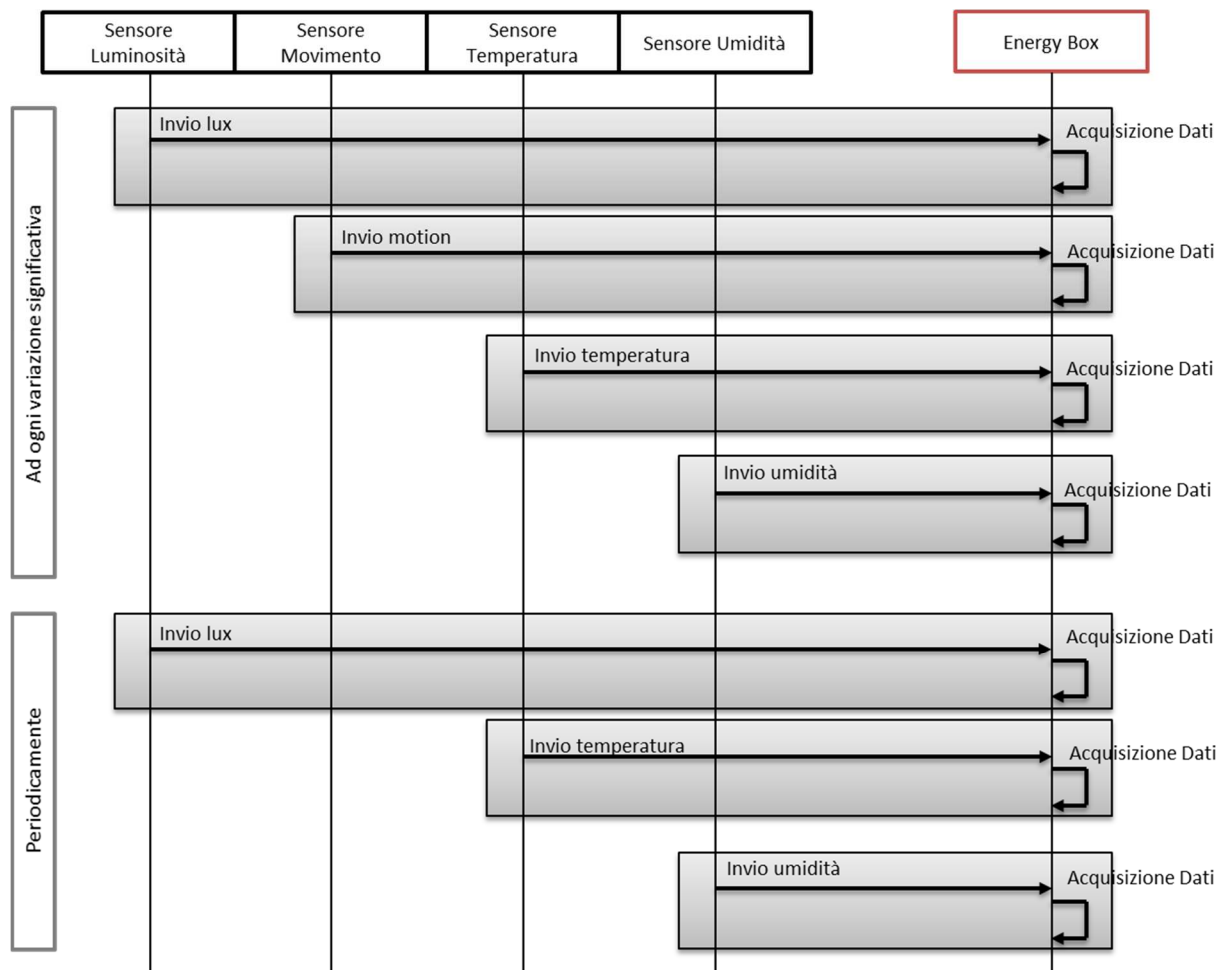 Sensore
Luminosità
Sensore
Movimento
Sensore
Temperatura
Sensore Umidità
Energy Box
Ad ogni variazione significativa
Invio lux
Acquisizione Dati
Invio motion
Acquisizione Dati
Invio temperatura
Acquisizione Dati
Invio umidità
Acquisizione Dati
Periodicamente
Invio lux
Acquisizione Dati
Invio temperatura
Acquisizione Dati
Invio umidità
Acquisizione Dati